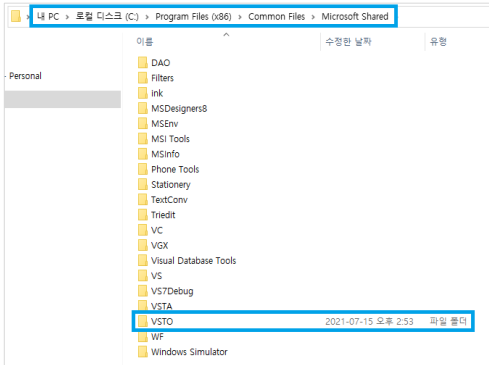 내 PC > 로컬 디스크 (C:) > Program Files (x86) > Common Files > Microsoft Shared
이름 수정한 날짜 유형
- Personal
DAO
Filters
ink
MSDesigners8
MSEnv
MSI Tools
MSInfo
Phone Tools
Stationery
TextConv
Triedit
VC
VGX
Visual Database Tools
VS
VS7Debug
VSTA
VSTO 2021-07-15 오후 2:53 파일 폴더
WF
Windows Simulator